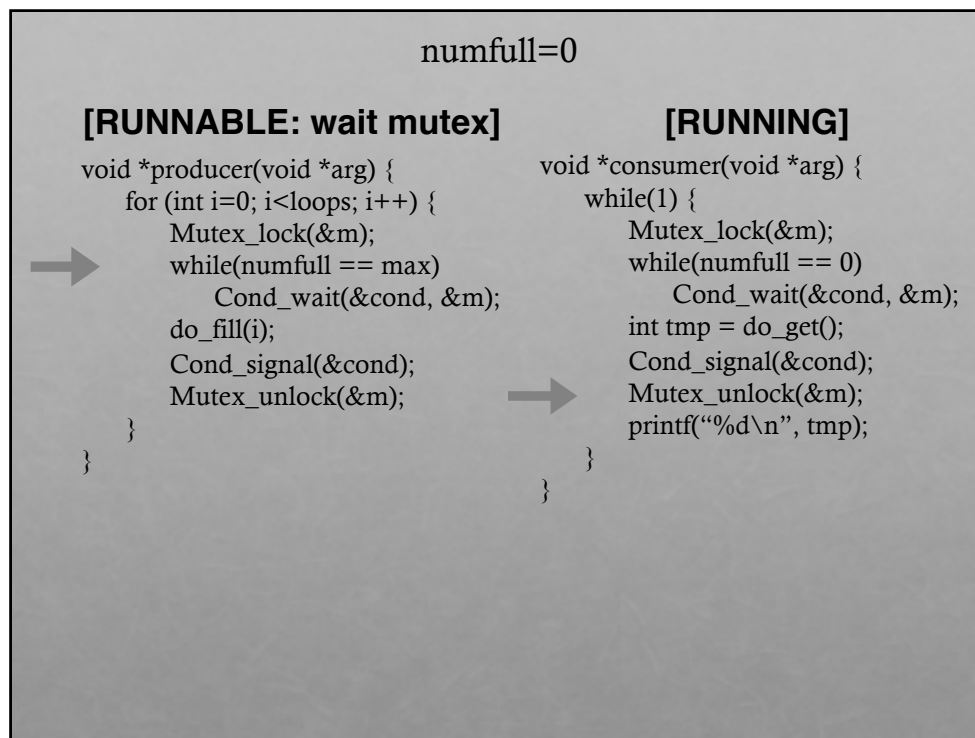 numfull=0
[RUNNABLE: wait mutex]
void *producer(void *arg) {
for (int i=0; i<loops; i++) {
Mutex_lock(&m);
while(numfull == max)
Cond_wait(&cond, &m);
do_fill(i);
Cond_signal(&cond);
Mutex_unlock(&m);
}
}
[RUNNING]
void *consumer(void *arg) {
while(1) {
Mutex_lock(&m);
while(numfull == 0)
Cond_wait(&cond, &m);
int tmp = do_get();
Cond_signal(&cond);
Mutex_unlock(&m);
printf(“%d\n”, tmp);
}
}